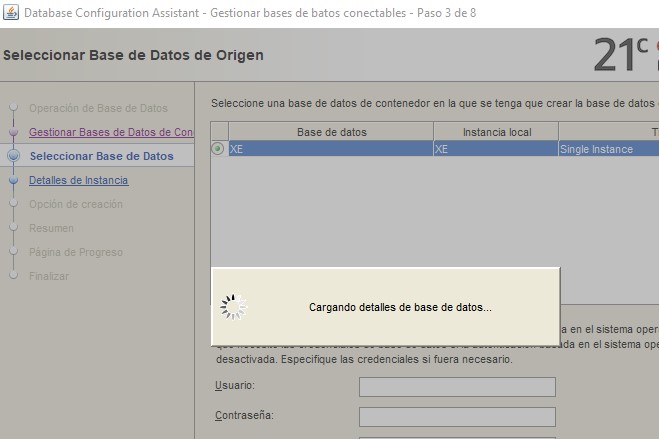 Database Configuration Assistant - Gestionar bases de batos conectables - Paso 3 de 8
Seleccionar Base de Datos de Origen
21c
Operación de Base de Datos
Gestionar Bases de Datos de Con
Seleccionar Base de Datos
Detalles de Instancia
Opción de creación
Resumen
Página de Progreso
Finalizar
Seleccione una base de datos de contenedor en la que se tenga que crear la base de datos
Base de datos Instancia local
XE XE Single Instance
Cargando detalles de base de datos...
en el sistema oper
en el sistema ope
desactivada. Especifique las credenciales si fuera necesario.
Usuario:
Contraseña: